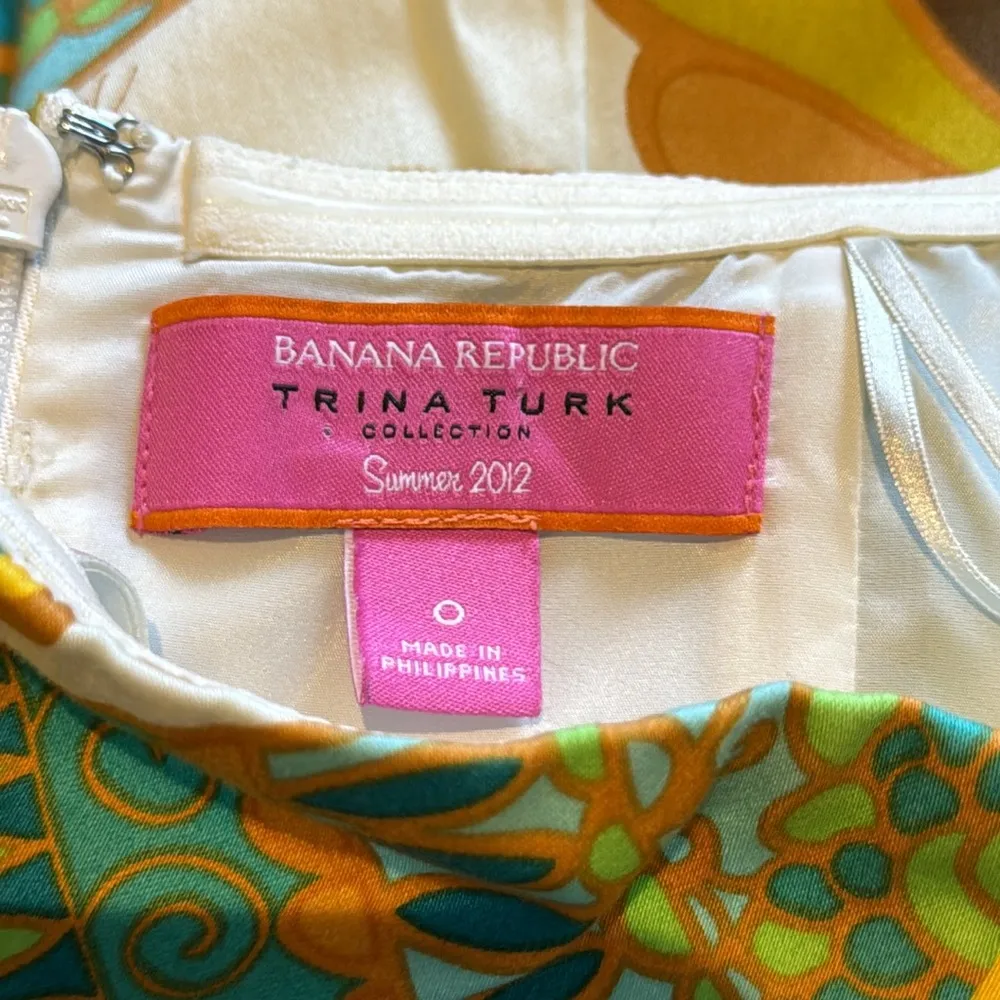 BANANA REPUBLIC
TRINA TURK
COLLECTION
Summer 2012
0
MADE IN
PHILIPPINES